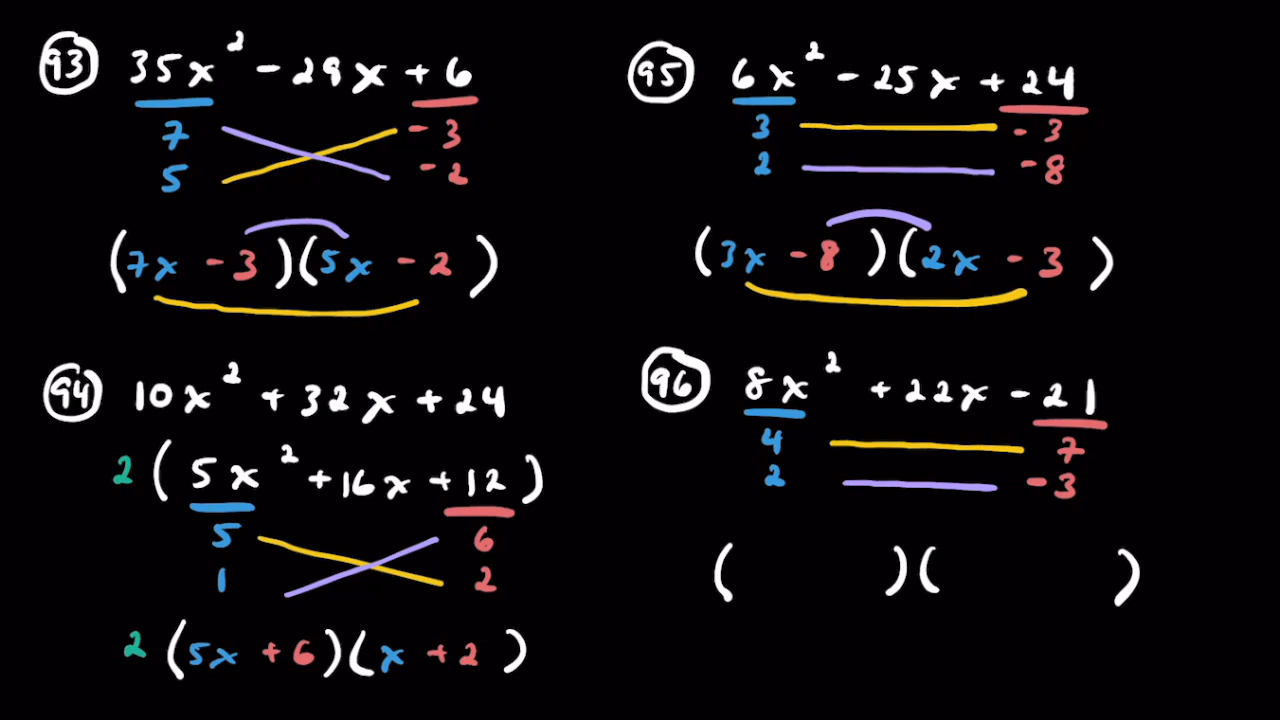 93 35x² - 29x + 6
7 - 3
5 - 2
(7x - 3)(5x - 2)
94 10x² + 32x + 24
2 (5x² + 16x + 12)
5 6
1 2
2 (5x + 6)(x + 2)
95 6x² - 25x + 24
3 - 3
2 - 8
(3x - 8)(2x - 3)
96 8x² + 22x - 21
4 7
2 - 3
( )( )